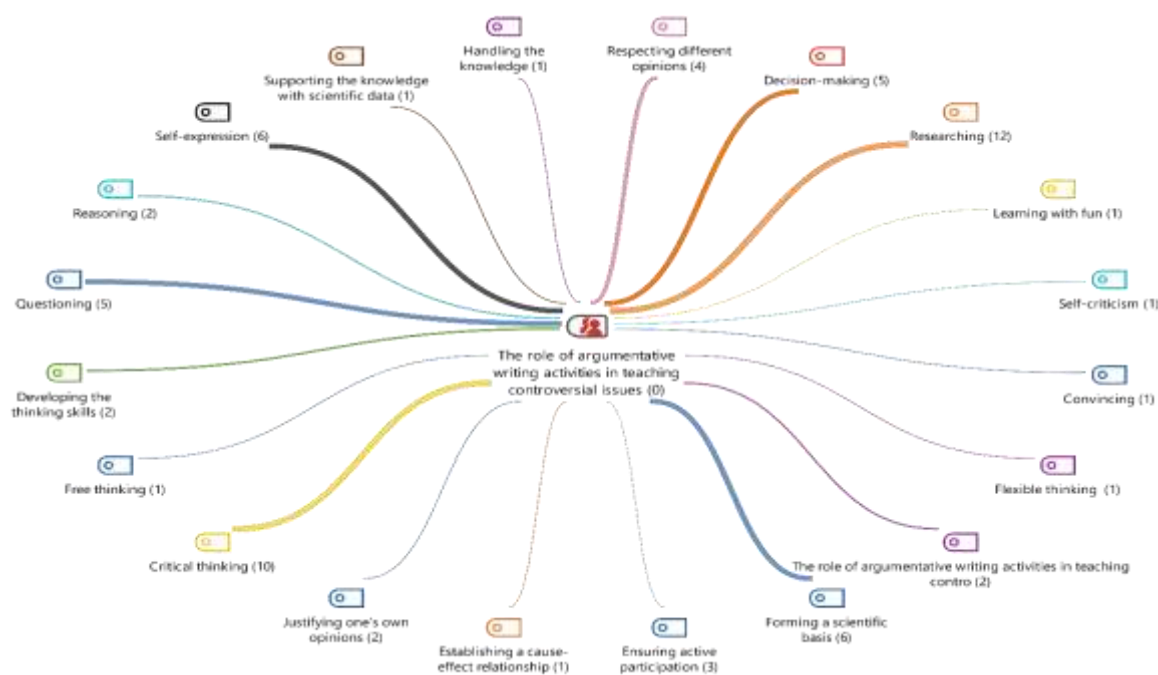 Handling the
knowledge (1)
Respecting different
opinions (4)
Supporting the knowledge
with scientific data (1)
Decision-making (5)
Self-expression (6)
Researching (12)
Reasoning (2)
Learning with fun (1)
Questioning (5)
Self-criticism (1)
The role of argumentative
writing activities in teaching
controversial issues (0)
Developing the
thinking skills (2)
Convincing (1)
Free thinking (1)
Flexible thinking (1)
Critical thinking (10)
The role of argumentative writing activities in teaching
contro (2)
Justifying one's own
opinions (2)
Forming a scientific
basis (6)
Establishing a cause-
effect relationship (1)
Ensuring active
participation (3)